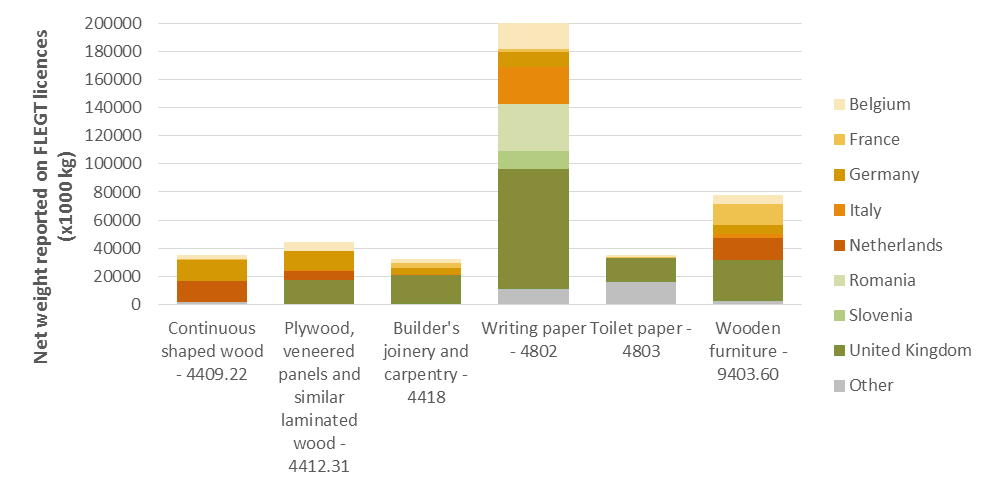 Net weight reported on FLEGT licences
(x1000 kg)
200000
180000
160000
140000
120000
100000
80000
60000
40000
20000
0
Continuous
shaped wood
- 4409.22
Plywood,
veneered
panels and
similar
laminated
wood -
4412.31
Builder's
joinery and
carpentry -
4418
Writing paper
- 4802
Toilet paper -
4803
Wooden
furniture -
9403.60
Belgium
France
Germany
Italy
Netherlands
Romania
Slovenia
United Kingdom
Other